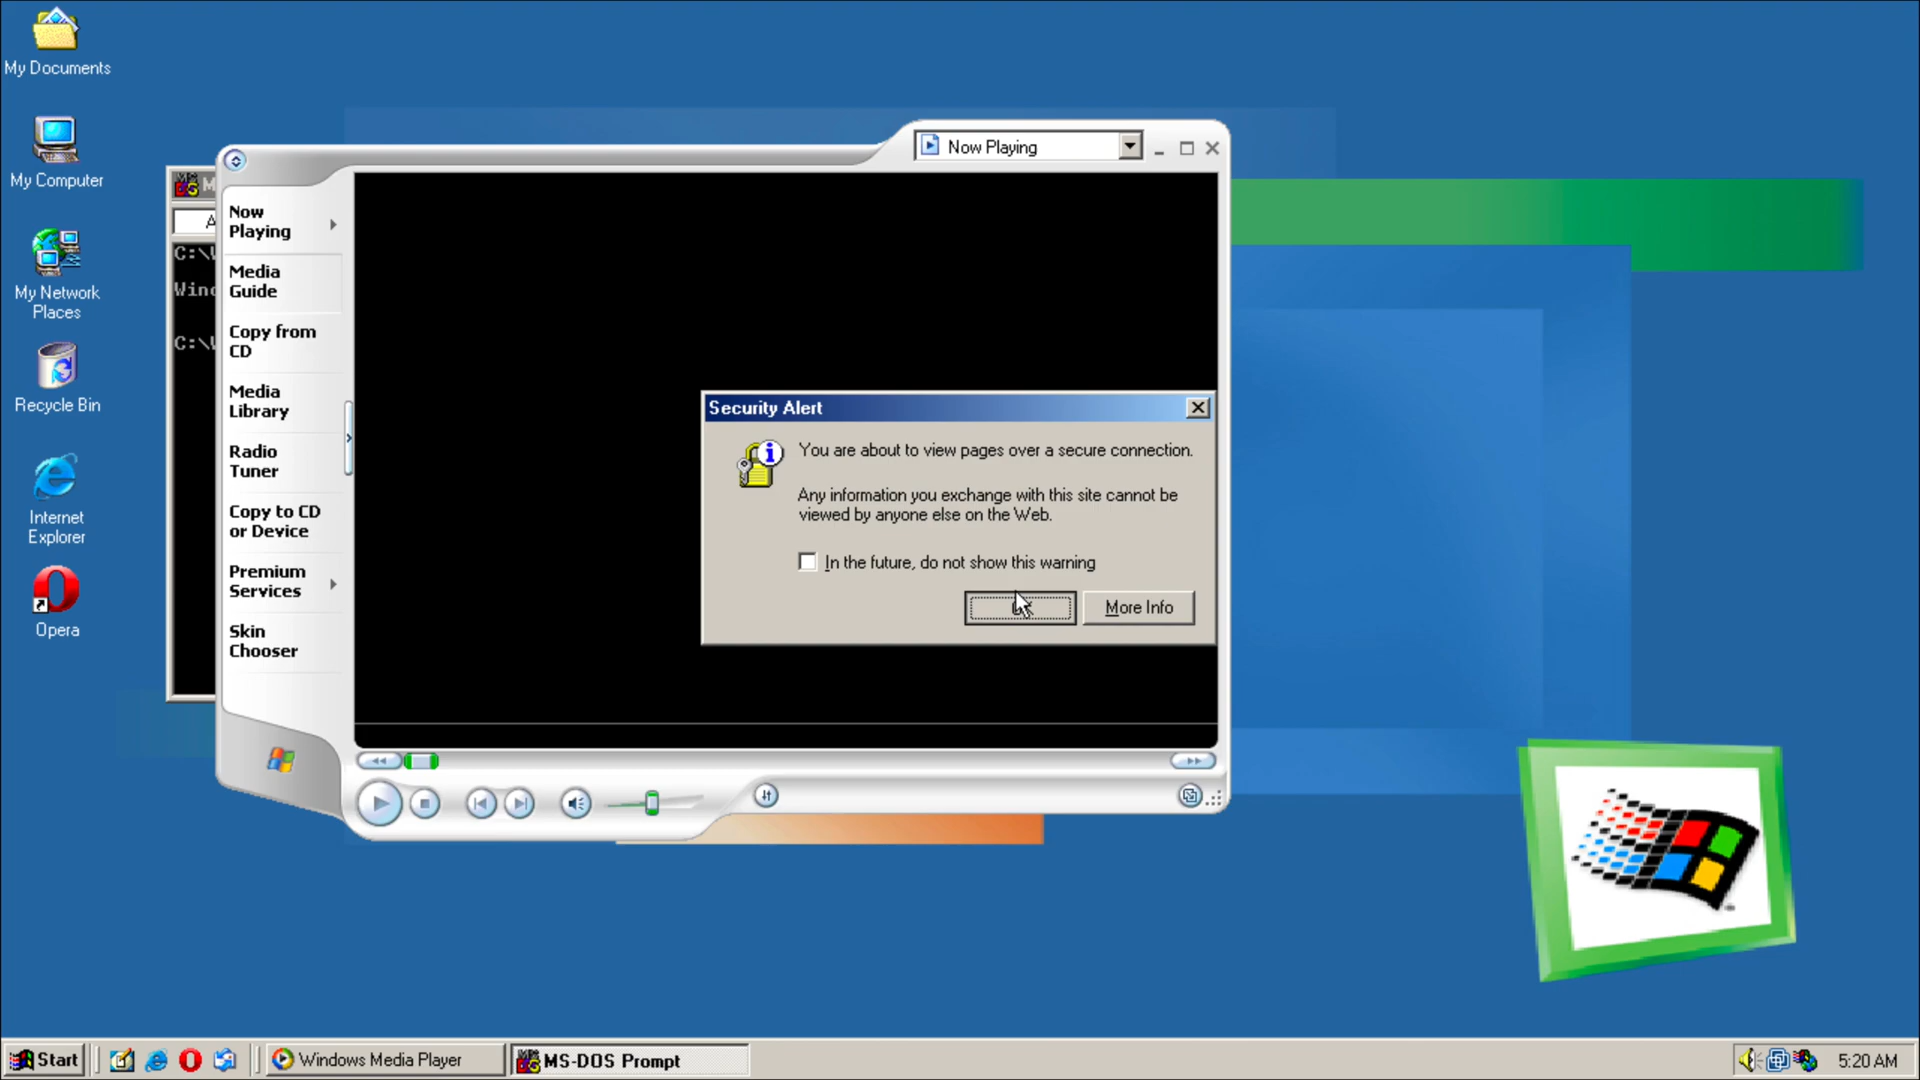 My Documents
My Computer
My Network
Places
Recycle Bin
Internet
Explorer
Opera
C:\
Wind
C:\
Now Playing
Now
Playing
Media
Guide
Copy from
CD
Media
Library
Radio
Tuner
Copy to CD
or Device
Premium
Services
Skin
Chooser
Security Alert
You are about to view pages over a secure connection.
Any information you exchange with this site cannot be
viewed by anyone else on the Web.
In the future, do not show this warning
More Info
Start
Windows Media Player
MS-DOS Prompt
5:20 AM